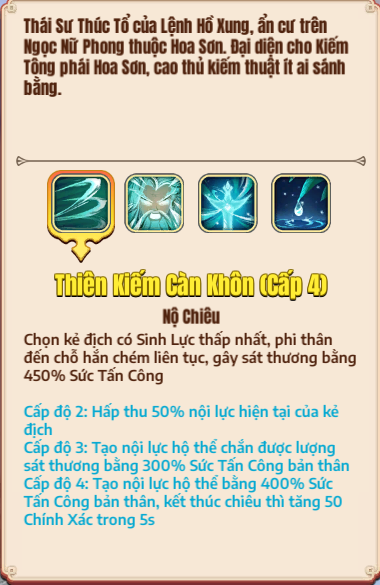 Thái Sư Thúc Tổ của Lệnh Hồ Xung, ẩn cư trên
Ngọc Nữ Phong thuộc Hoa Sơn. Đại diện cho Kiếm
Tông phái Hoa Sơn, cao thủ kiếm thuật ít ai sánh
bằng.
Thiên Kiếm Càn Khôn (Cấp 4)
Nộ Chiêu
Chọn kẻ địch có Sinh Lực thấp nhất, phi thân
đến chỗ hắn chém liên tục, gây sát thương bằng
450% Sức Tấn Công
Cấp độ 2: Hấp thu 50% nội lực hiện tại của kẻ
địch
Cấp độ 3: Tạo nội lực hộ thể chắn được lượng
sát thương bằng 300% Sức Tấn Công bản thân
Cấp độ 4: Tạo nội lực hộ thể bằng 400% Sức
Tấn Công bản thân, kết thúc chiêu thì tăng 50
Chính Xác trong 5s